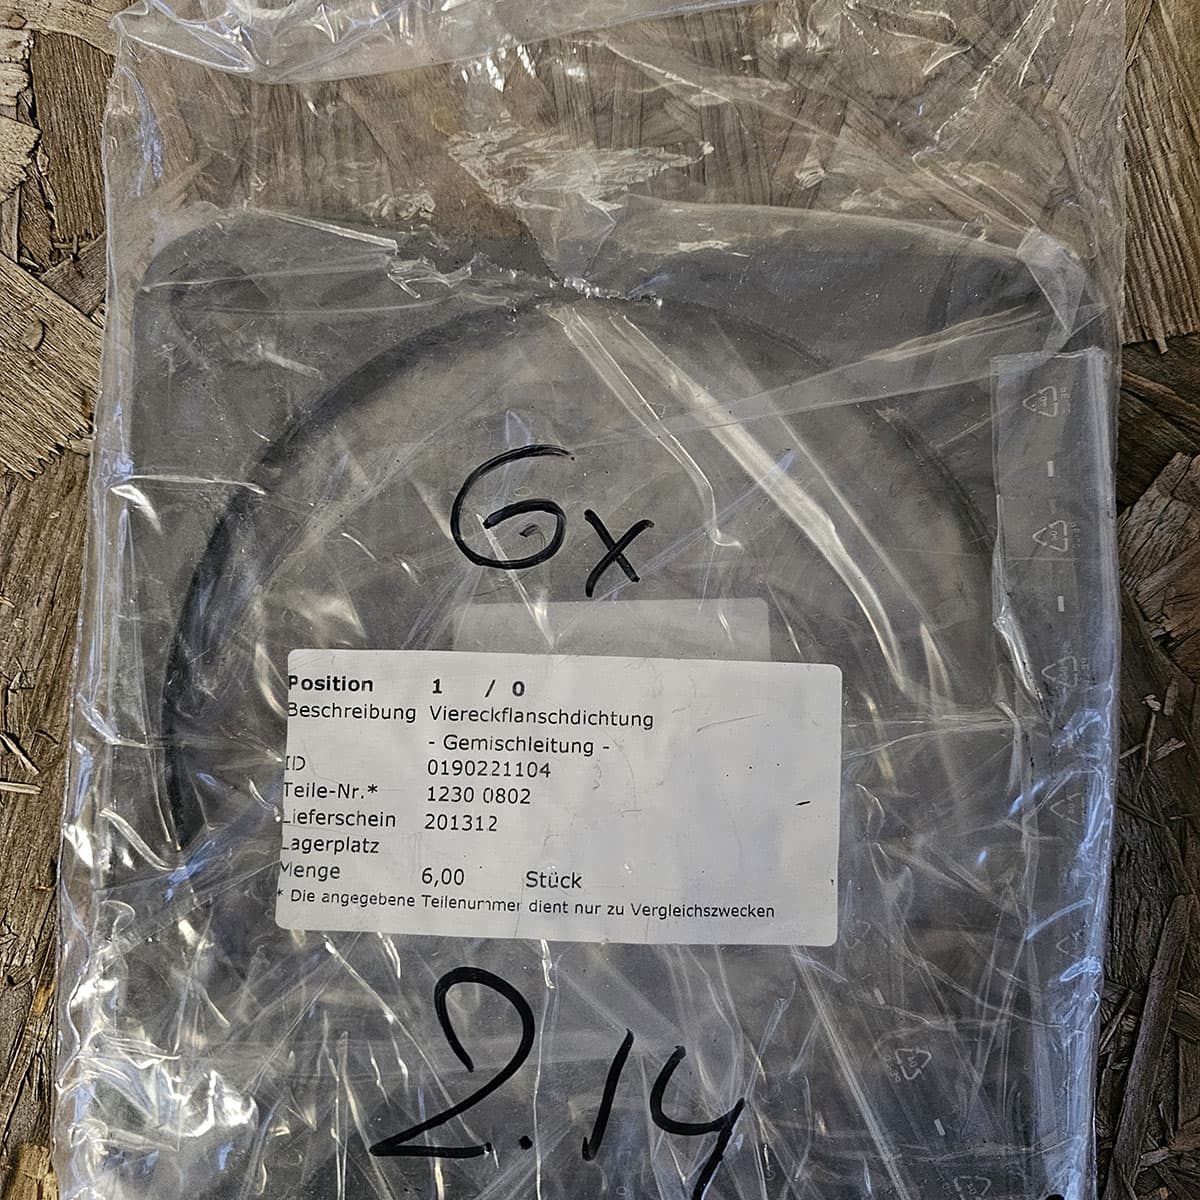 6x
Position 1 / 0
Beschreibung Viereckflanschdichtung
- Gemischleitung -
ID 0190221104
Teile-Nr.* 1230 0802
Lieferschein 201312
Lagerplatz
Menge 6,00 Stück
* Die angegebene Teilenummer dient nur zu Vergleichszwecken
2.14